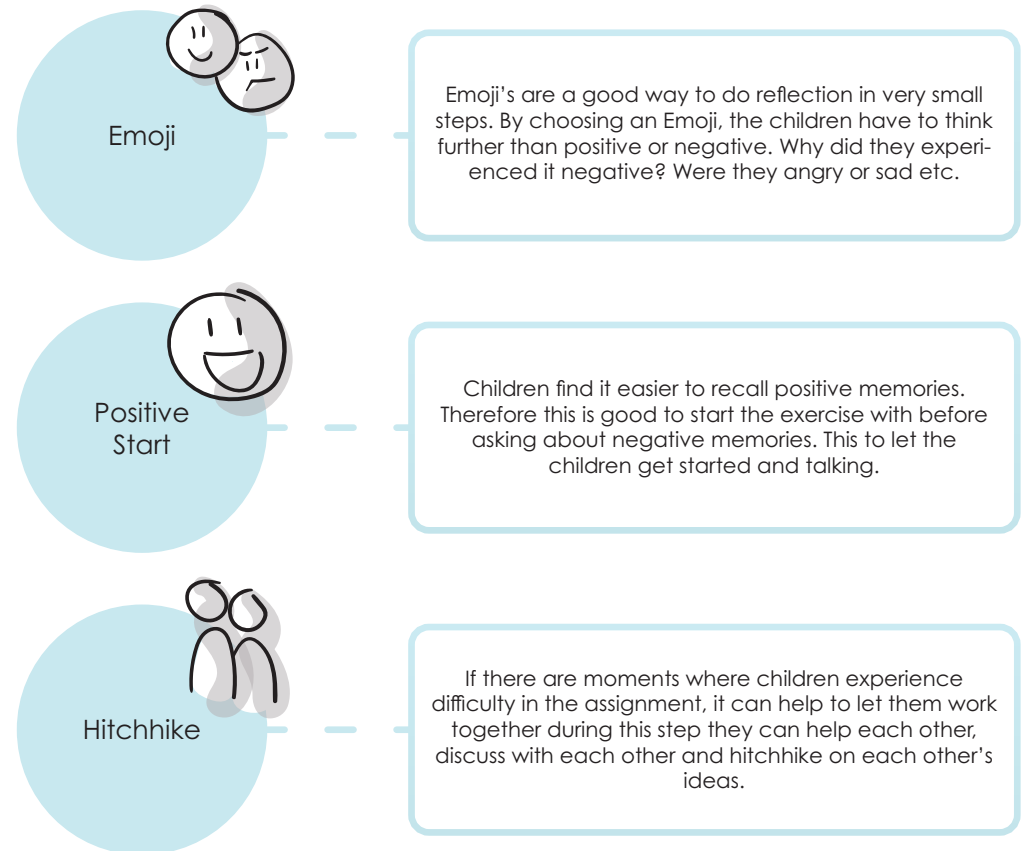 Emoji
Emoji's are a good way to do reflection in very small
steps. By choosing an Emoji, the children have to think
further than positive or negative. Why did they experi-
enced it negative? Were they angry or sad etc.
Positive
Start
Children find it easier to recall positive memories.
Therefore this is good to start the exercise with before
asking about negative memories. This to let the
children get started and talking.
Hitchhike
If there are moments where children experience
difficulty in the assignment, it can help to let them work
together during this step they can help each other,
discuss with each other and hitchhike on each other's
ideas.